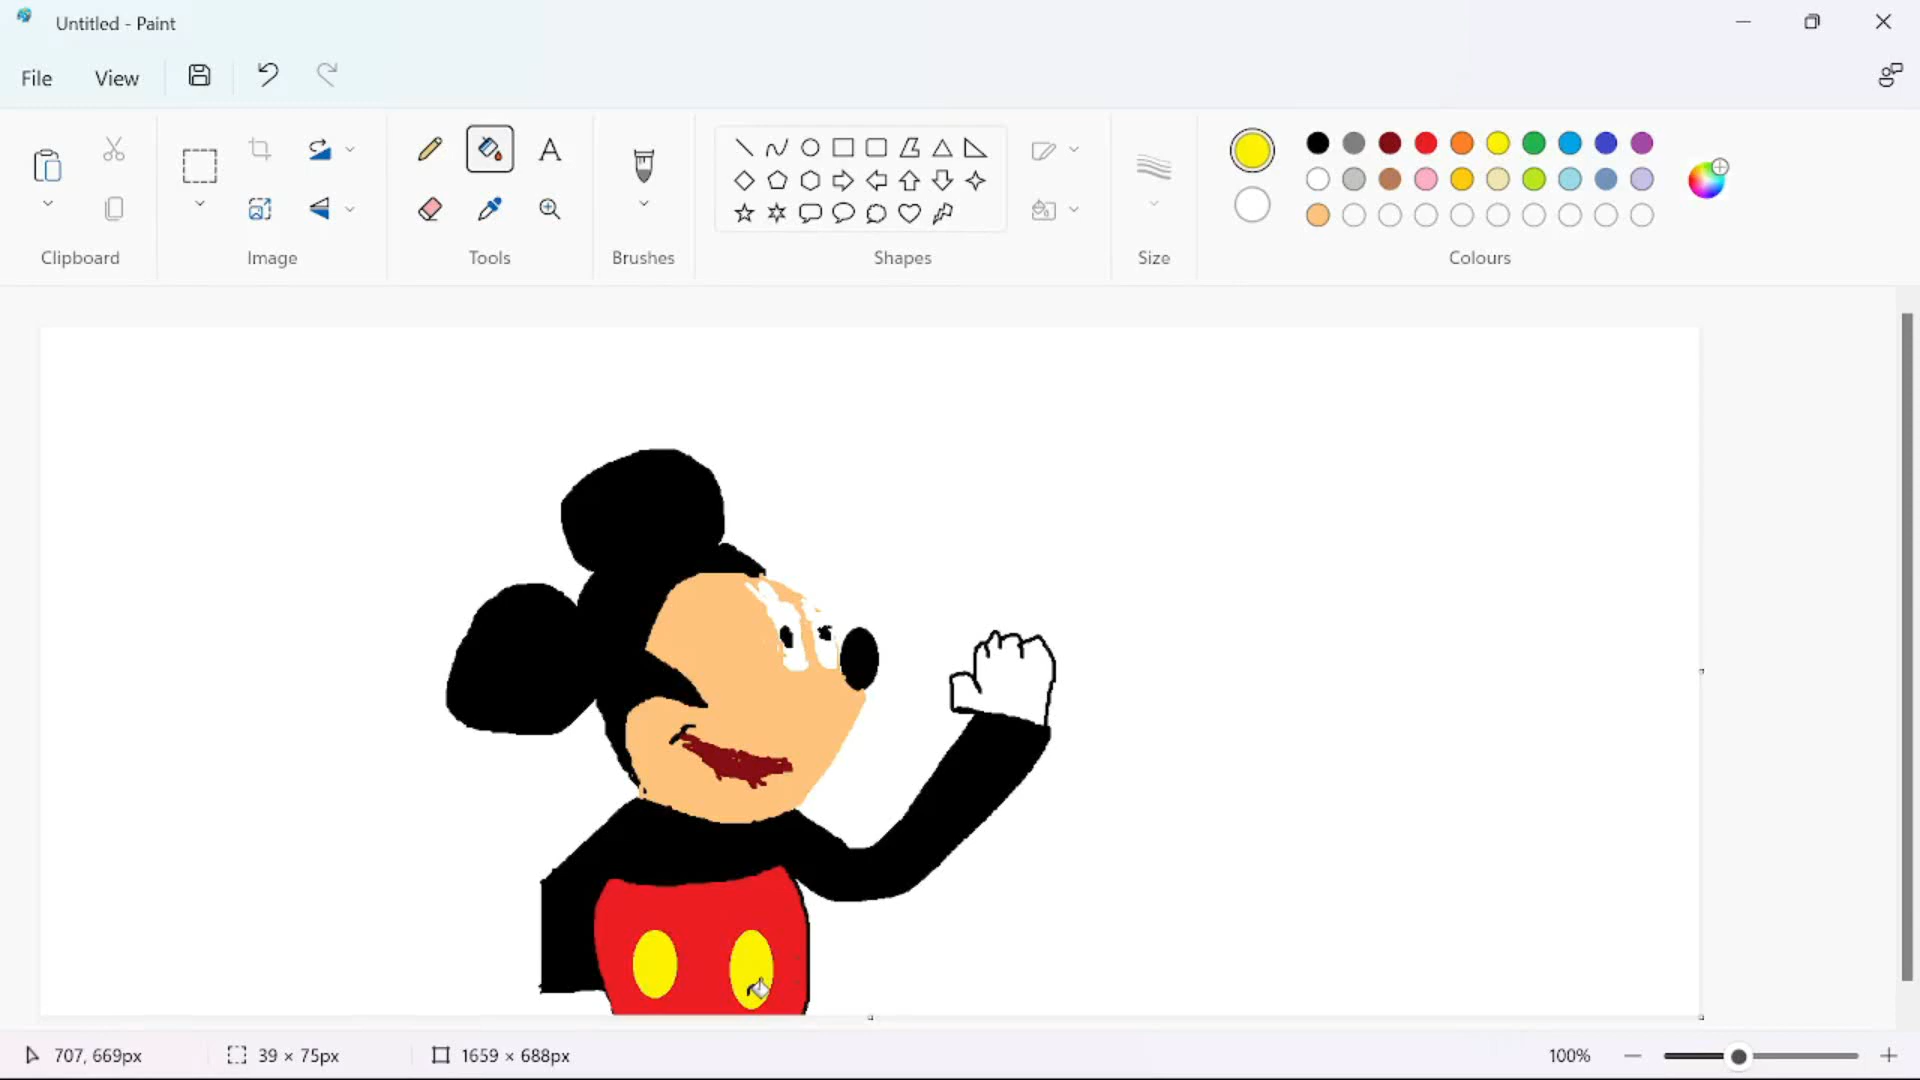 Untitled - Paint
File View
Clipboard Image Tools Brushes Shapes Size Colours
707, 669px 39 × 75px 1659 × 688px 100%